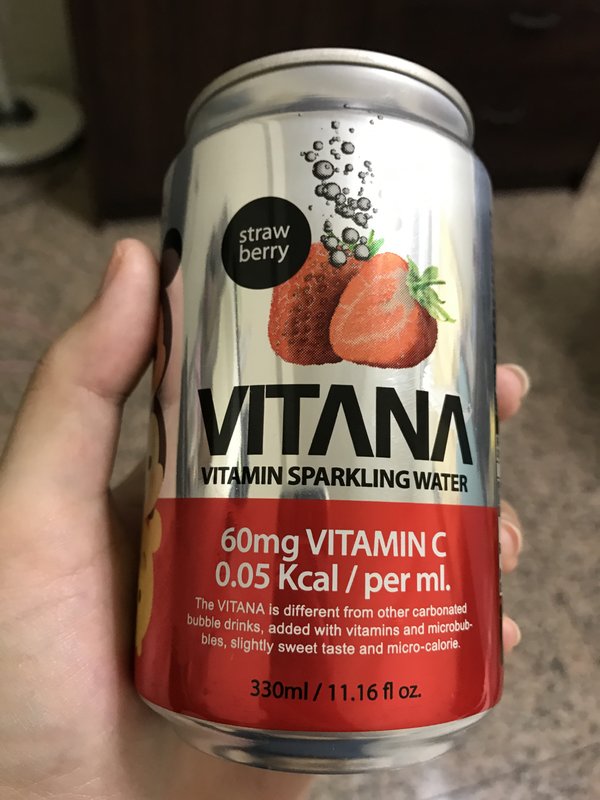 straw
berry
VITANA
VITAMIN SPARKLING WATER
60mg VITAMIN C
0.05 Kcal / per ml.
The VITANA is different from other carbonated
bubble drinks, added with vitamins and microbub-
bles, slightly sweet taste and micro-calorie.
330ml / 11.16 fl oz.